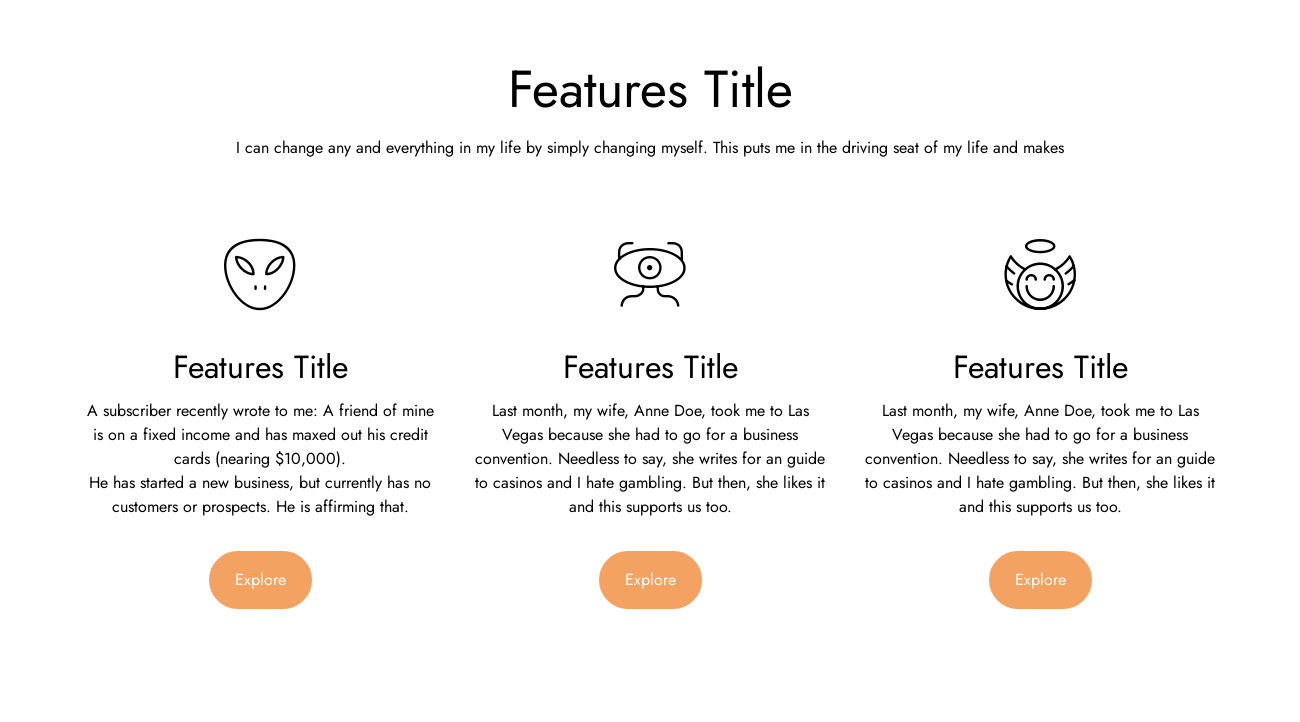 Features Title
I can change any and everything in my life by simply changing myself. This puts me in the driving seat of my life and makes
Features Title
A subscriber recently wrote to me: A friend of mine
is on a fixed income and has maxed out his credit
cards (nearing $10,000).
He has started a new business, but currently has no
customers or prospects. He is affirming that.
Explore
Features Title
Last month, my wife, Anne Doe, took me to Las
Vegas because she had to go for a business
convention. Needless to say, she writes for an guide
to casinos and I hate gambling. But then, she likes it
and this supports us too.
Explore
Features Title
Last month, my wife, Anne Doe, took me to Las
Vegas because she had to go for a business
convention. Needless to say, she writes for an guide
to casinos and I hate gambling. But then, she likes it
and this supports us too.
Explore